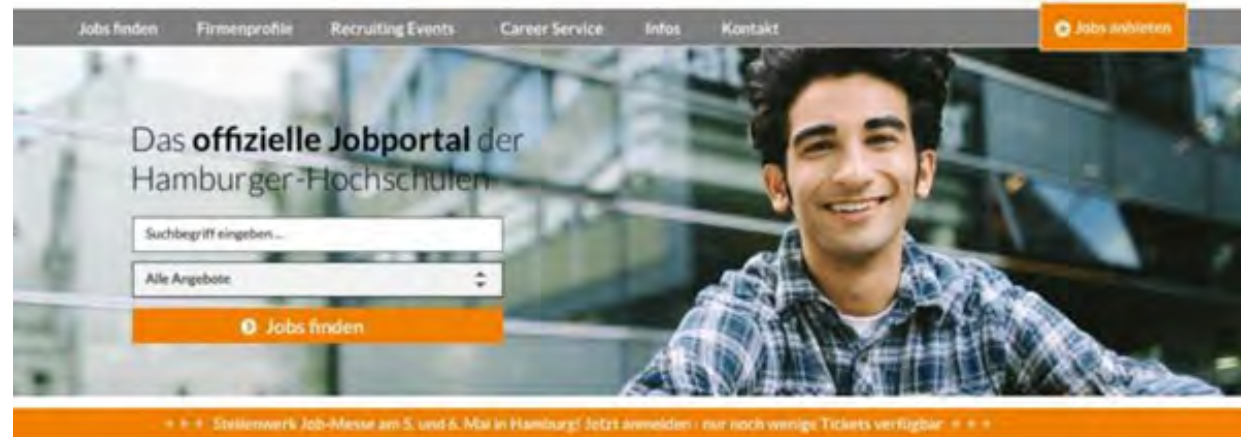 Jobs finden Firmenprofile Recruiting Events Career Service Infos Kontakt Jobs anbieten
Das offizielle Jobportal der
Hamburger-Hochschulen
Suchbegriff eingeben ...
Alle Angebote
Jobs finden
+ + + Stellenwerk Job-Messe am 5. und 6. Mai in Hamburg! Jetzt anmelden - nur noch wenige Tickets verfügbar + + +